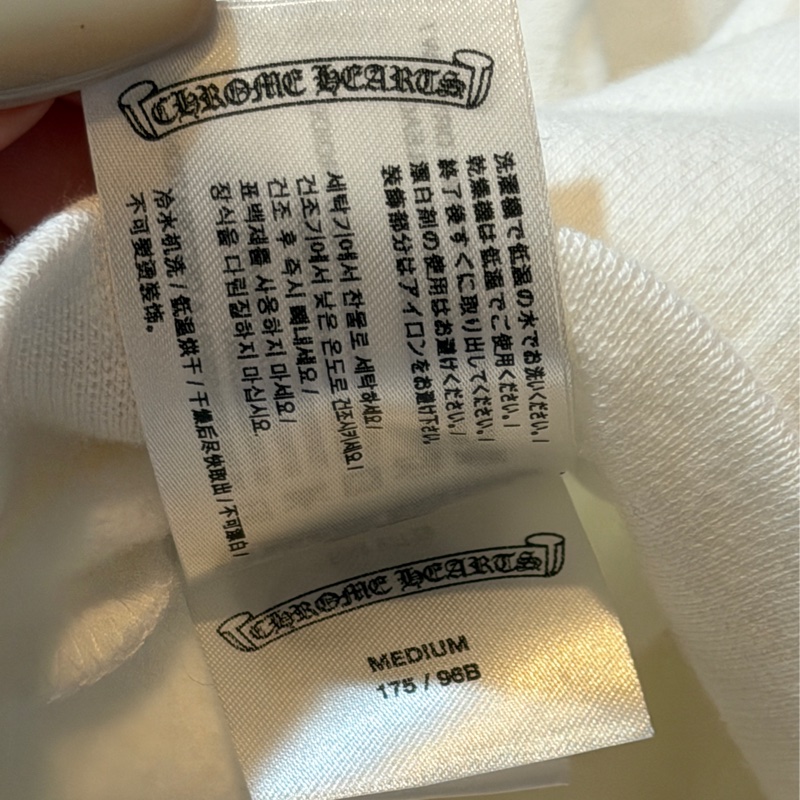 CHROME HEARTS
洗濯機で低温の水でお洗いください。/
乾燥機は低温でご使用ください。/
終了後すぐに取り出してください。/
漂白剤の使用はお避けください。/
装飾部分はアイロンをお避け下さい。
세탁기에서 찬물로 세탁하세요/
건조기에서 낮은 온도로 건조시키세요/
건조 후 즉시 빼내세요/
표백제를 사용하지 마세요/
장식을 다림질하지 마십시요.
冷水机洗 / 低温烘干 / 干燥后尽快取出 / 不可漂白 /
不可熨烫装饰。
CHROME HEARTS
MEDIUM
175 / 96B